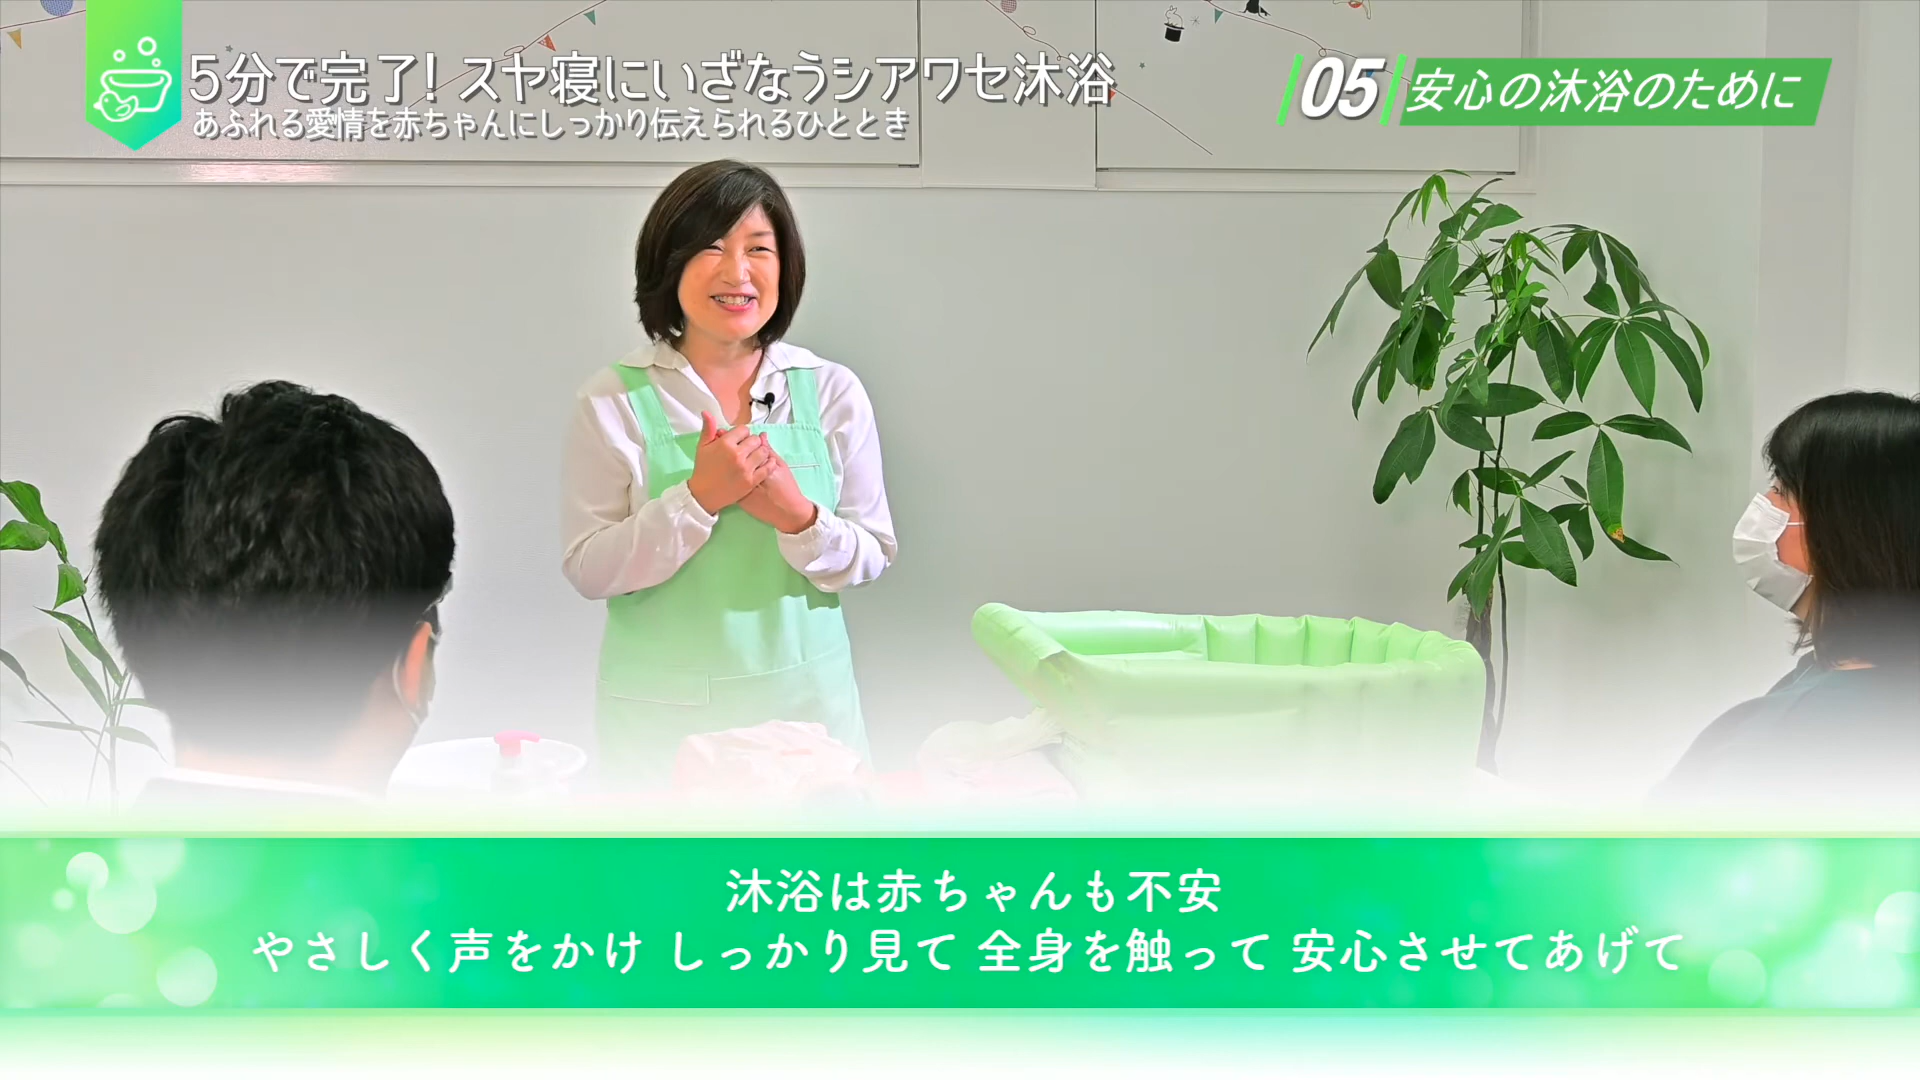 5分で完了! スヤ寝にいざなうシアワセ沐浴
あふれる愛情を赤ちゃんにしっかり伝えられるひととき
05 安心の沐浴のために
沐浴は赤ちゃんも不安
やさしく声をかけ しっかり見て 全身を触って 安心させてあげて